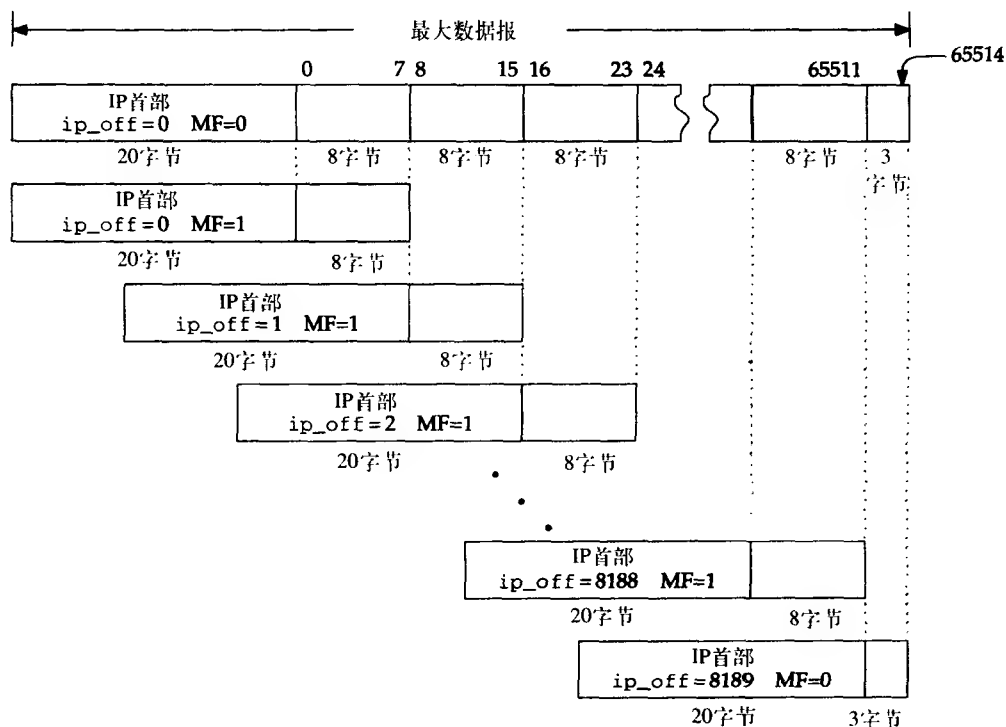 最大数据报
0 7 8 15 16 23 24 65511 65514
IP首部
ip_off=0 MF=0
20字节 8字节 8字节 8字节 8字节 3
字节
IP首部
ip_off=0 MF=1
20字节 8字节
IP首部
ip_off=1 MF=1
20字节 8字节
IP首部
ip_off=2 MF=1
20字节 8字节
IP首部
ip_off=8188 MF=1
20字节 8字节
IP首部
ip_off=8189 MF=0
20字节 3字节